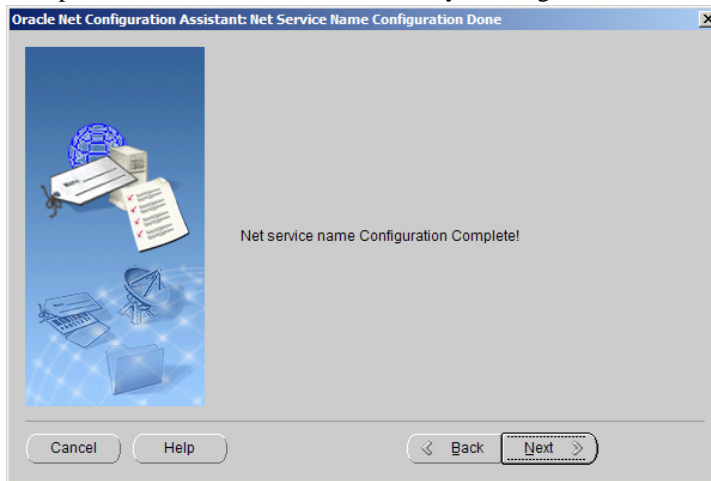 Oracle Net Configuration Assistant: Net Service Name Configuration Done
Net service name Configuration Complete!
Cancel
Help
Back
Next